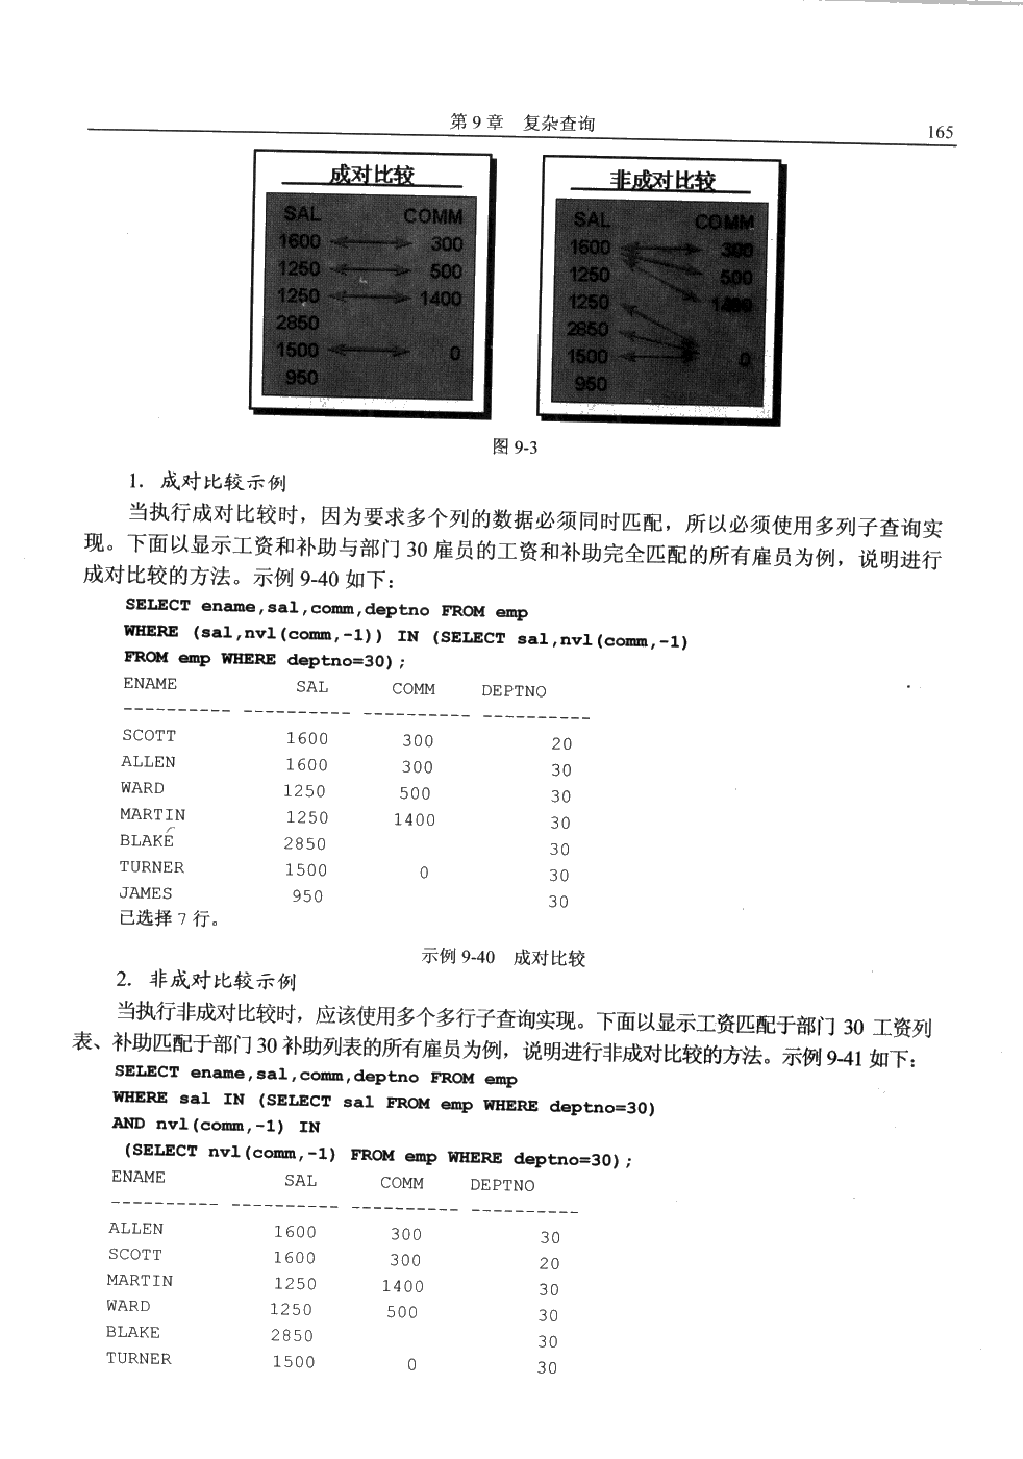 第 9 章　复杂查询
165
成对比较
SAL COMM
1600 300
1250 500
1250 1400
2850
1500 0
950
非成对比较
SAL COMM
1600 300
1250 500
1250 1400
2850
1500 0
950
图 9-3
1. 成对比较示例
当执行成对比较时，因为要求多个列的数据必须同时匹配，所以必须使用多列子查询实
现。下面以显示工资和补助与部门 30 雇员的工资和补助完全匹配的所有雇员为例，说明进行
成对比较的方法。示例 9-40 如下：
SELECT ename,sal,comm,deptno FROM emp
WHERE (sal,nvl(comm,-1)) IN (SELECT sal,nvl(comm,-1)
FROM emp WHERE deptno=30);
ENAME SAL COMM DEPTNO
---------- ---------- ---------- ----------
SCOTT 1600 300 20
ALLEN 1600 300 30
WARD 1250 500 30
MARTIN 1250 1400 30
BLAKE 2850 30
TURNER 1500 0 30
JAMES 950 30
已选择 7 行。
示例 9-40　成对比较
2. 非成对比较示例
当执行非成对比较时，应该使用多个多行子查询实现。下面以显示工资匹配于部门 30 工资列
表、补助匹配于部门 30 补助列表的所有雇员为例，说明进行非成对比较的方法。示例 9-41 如下：
SELECT ename,sal,comm,deptno FROM emp
WHERE sal IN (SELECT sal FROM emp WHERE deptno=30)
AND nvl(comm,-1) IN
(SELECT nvl(comm,-1) FROM emp WHERE deptno=30);
ENAME SAL COMM DEPTNO
---------- ---------- ---------- ----------
ALLEN 1600 300 30
SCOTT 1600 300 20
MARTIN 1250 1400 30
WARD 1250 500 30
BLAKE 2850 30
TURNER 1500 0 30